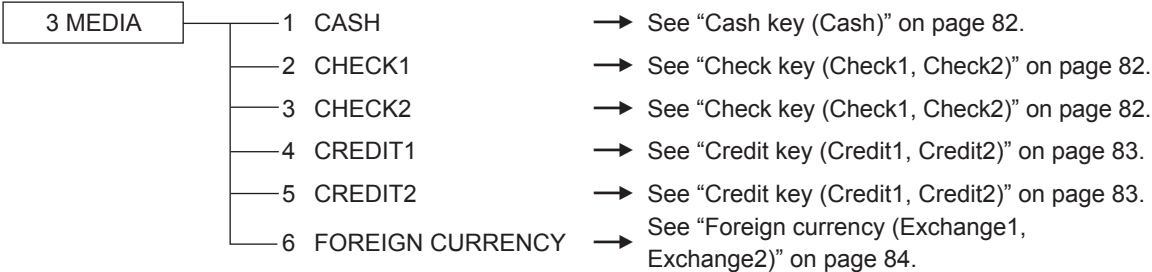 3 MEDIA
1 CASH See “Cash key (Cash)” on page 82.
2 CHECK1 See “Check key (Check1, Check2)” on page 82.
3 CHECK2 See “Check key (Check1, Check2)” on page 82.
4 CREDIT1 See “Credit key (Credit1, Credit2)” on page 83.
5 CREDIT2 See “Credit key (Credit1, Credit2)” on page 83.
6 FOREIGN CURRENCY See “Foreign currency (Exchange1,
Exchange2)” on page 84.